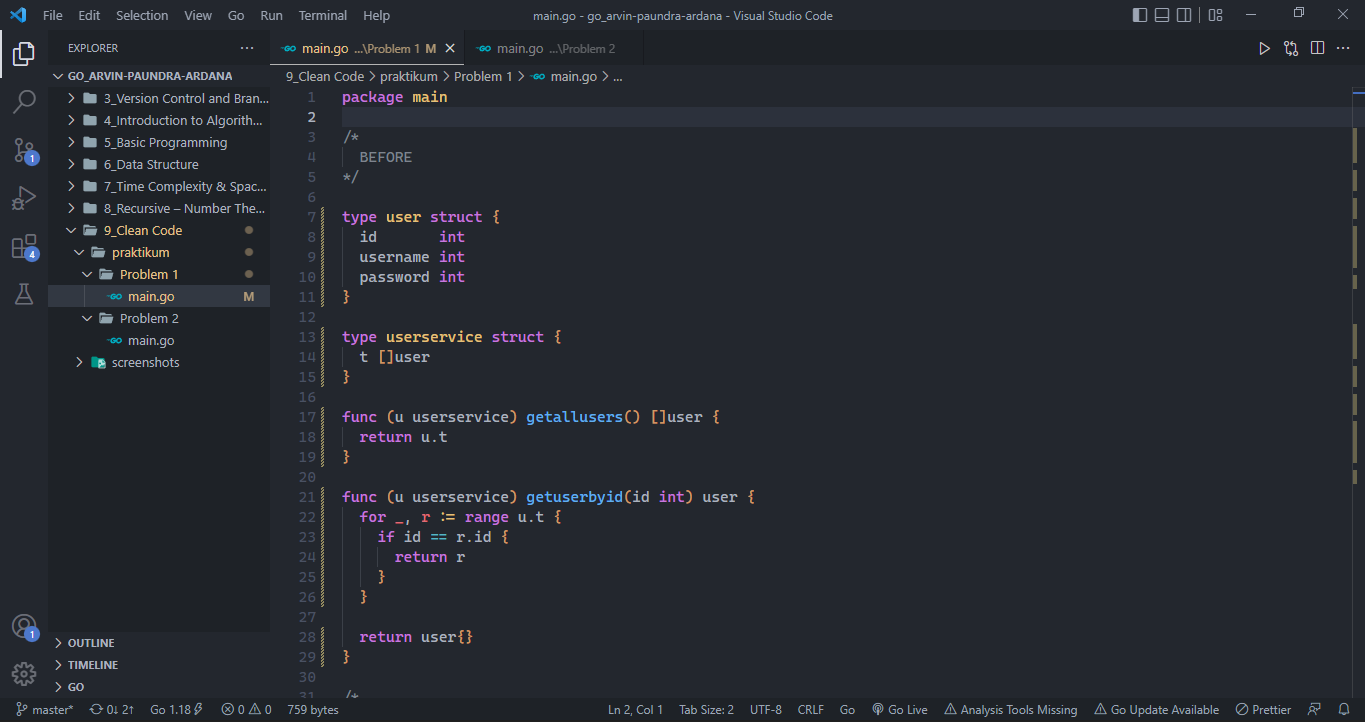 File Edit Selection View Go Run Terminal Help main.go - go_arvin-paundra-ardana - Visual Studio Code
EXPLORER ...
main.go ...\Problem 1 M
main.go ...\Problem 2
GO_ARVIN-PAUNDRA-ARDANA
3_Version Control and Bran...
4_Introduction to Algorith...
5_Basic Programming
6_Data Structure
7_Time Complexity & Spac...
8_Recursive – Number The...
9_Clean Code
praktikum
Problem 1
main.go M
Problem 2
main.go
screenshots
OUTLINE
TIMELINE
GO
1
4
1
9_Clean Code > praktikum > Problem 1 > main.go > ...
1 package main
2
3 /*
4 BEFORE
5 */
6
7 type user struct {
8 id int
9 username int
10 password int
11 }
12
13 type userservice struct {
14 t []user
15 }
16
17 func (u userservice) getallusers() []user {
18 return u.t
19 }
20
21 func (u userservice) getuserbyid(id int) user {
22 for _, r := range u.t {
23 if id == r.id {
24 return r
25 }
26 }
27
28 return user{}
29 }
30
31 /*
master* 0↓ 2↑ Go 1.18 0 0 759 bytes Ln 2, Col 1 Tab Size: 2 UTF-8 CRLF Go Go Live Analysis Tools Missing Go Update Available Prettier